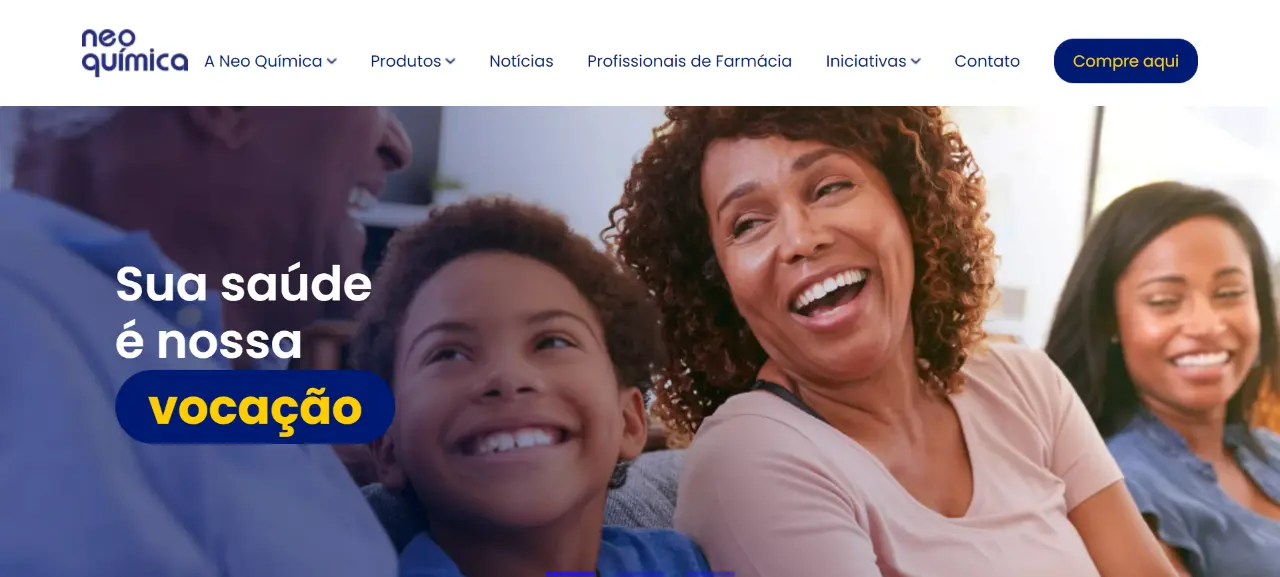 neo
química
A Neo Química
Produtos
Notícias
Profissionais de Farmácia
Iniciativas
Contato
Compre aqui
Sua saúde
é nossa
vocação